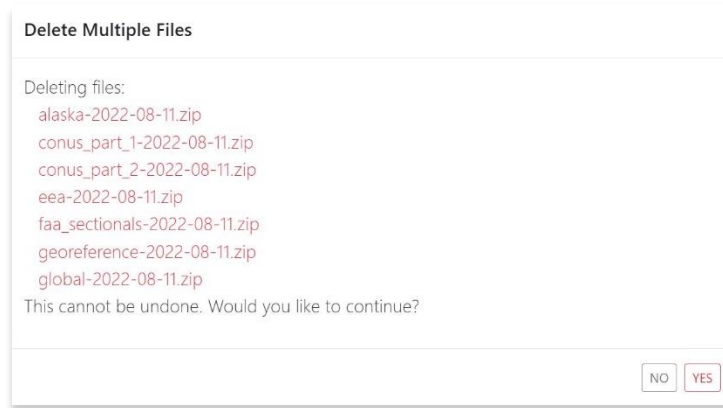 Delete Multiple Files
Deleting files:
alaska-2022-08-11.zip
conus_part_1-2022-08-11.zip
conus_part_2-2022-08-11.zip
eea-2022-08-11.zip
faa_sectionals-2022-08-11.zip
georeference-2022-08-11.zip
global-2022-08-11.zip
This cannot be undone. Would you like to continue?
NO YES